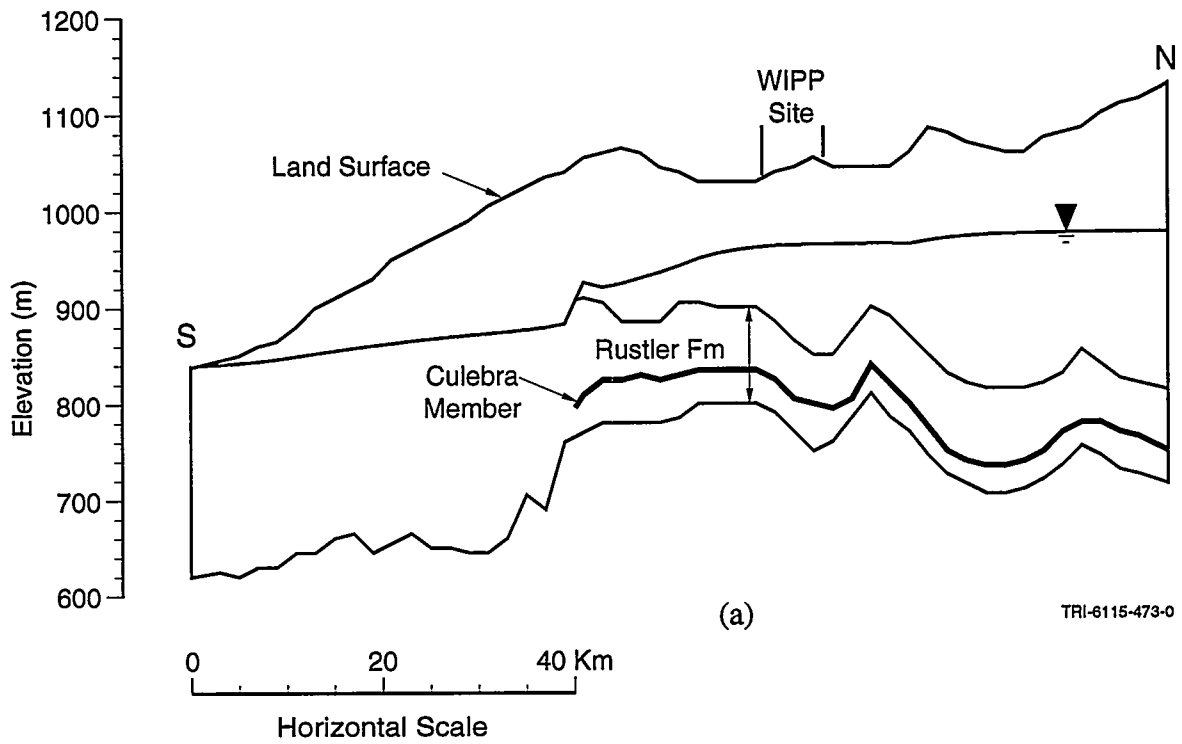 1200
1100
1000
900
800
700
600
Elevation (m)
S
N
WIPP
Site
Land Surface
Rustler Fm
Culebra
Member
(a)
TRI-6115-473-0
0
20
40 Km
Horizontal Scale